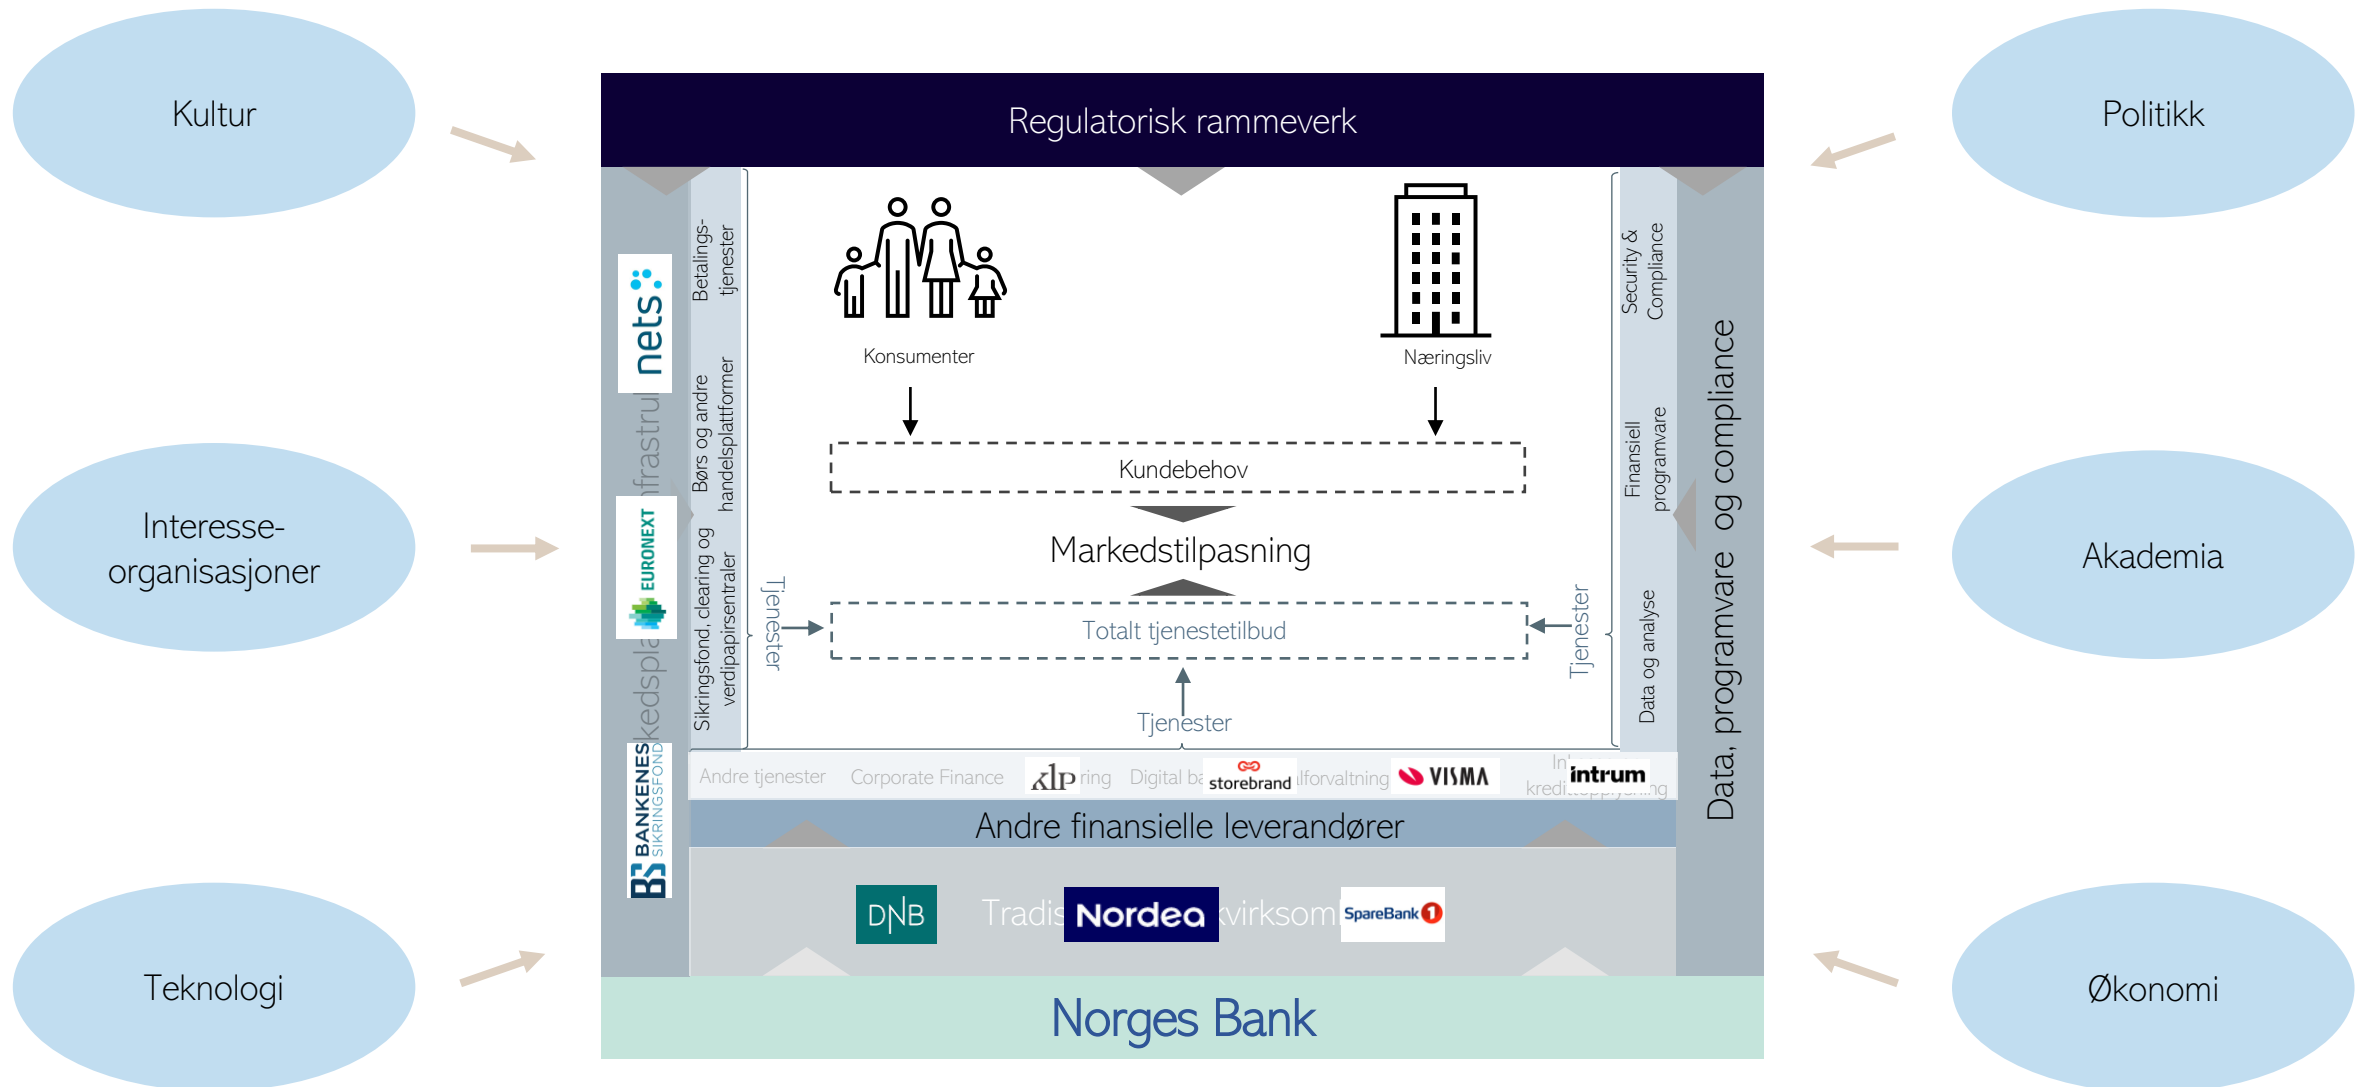 Kultur
Politikk
Regulatorisk rammeverk
Betalings-
tjenester
Security &
Compliance
nets
Konsumenter
Næringsliv
Børs og andre
handelsplattformer
Finansiell
programvare
Data, programvare og compliance
Kundebehov
Interesse-
organisasjoner
EURONEXT
Markedstilpasning
Akademia
Sikringsfond, clearing og
verdipapirsentraler
Tjenester
Totalt tjenestetilbud
Tjenester
Data og analyse
Tjenester
BANKENES
SIKRINGSFOND
Andre tjenester
Corporate Finance
klp
Digital
storebrand
VISMA
intrum
Andre finansielle leverandører
DNB
Nordea
SpareBank 1
Teknologi
Økonomi
Norges Bank